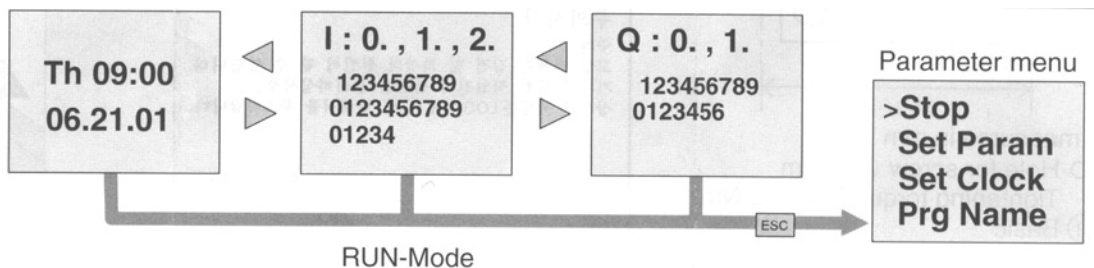 Th 09:00
06.21.01
I : 0. , 1. , 2.
123456789
0123456789
01234
Q : 0. , 1.
123456789
0123456
Parameter menu
>Stop
Set Param
Set Clock
Prg Name
ESC
RUN-Mode